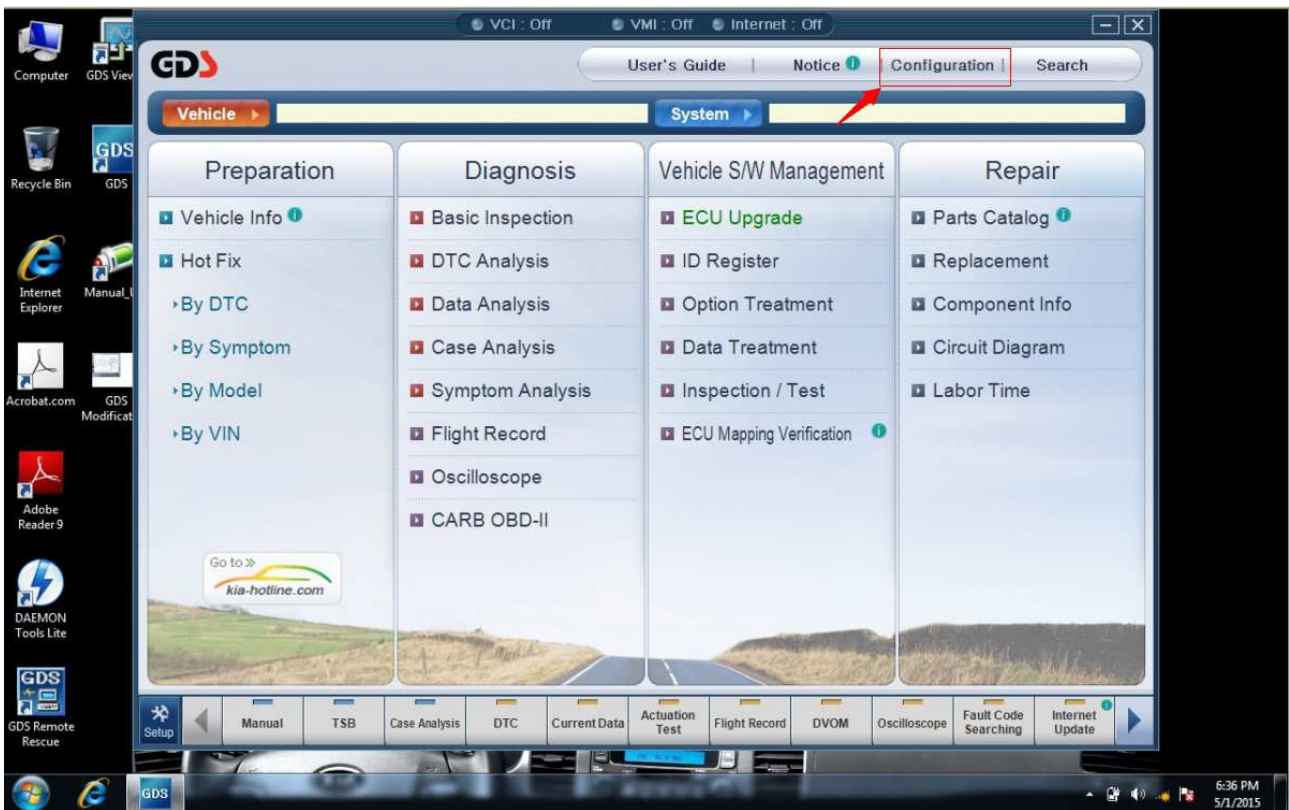 VCI : Off
VMI : Off
Internet : Off
GDS
User's Guide | Notice i | Configuration | Search
Vehicle
System
Preparation
Vehicle Info i
Hot Fix
By DTC
By Symptom
By Model
By VIN
Go to »
kia-hotline.com
Diagnosis
Basic Inspection
DTC Analysis
Data Analysis
Case Analysis
Symptom Analysis
Flight Record
Oscilloscope
CARB OBD-II
Vehicle S/W Management
ECU Upgrade
ID Register
Option Treatment
Data Treatment
Inspection / Test
ECU Mapping Verification i
Repair
Parts Catalog i
Replacement
Component Info
Circuit Diagram
Labor Time
Setup
Manual
TSB
Case Analysis
DTC
Current Data
Actuation
Test
Flight Record
DVOM
Oscilloscope
Fault Code
Searching
Internet
Update
Computer
GDS View
Recycle Bin
GDS
GDS
Internet
Explorer
Manual_
Acrobat.com
GDS
Modificat
Adobe
Reader 9
DAEMON
Tools Lite
GDS
GDS Remote
Rescue
GDS
6:36 PM
5/1/2015